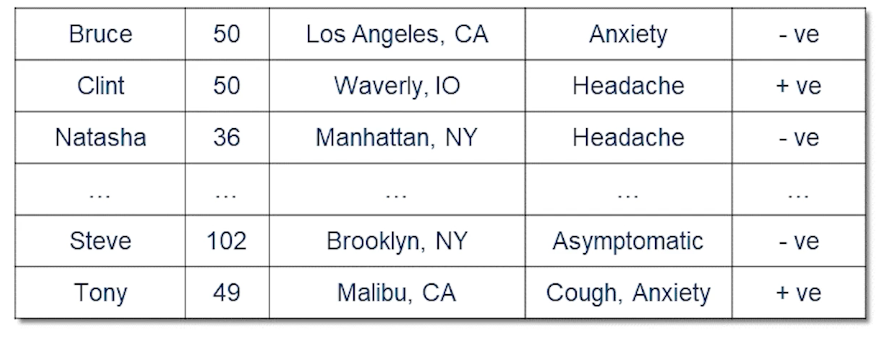 Bruce 50 Los Angeles, CA Anxiety - ve
Clint 50 Waverly, IO Headache + ve
Natasha 36 Manhattan, NY Headache - ve
... ... ... ... ...
Steve 102 Brooklyn, NY Asymptomatic - ve
Tony 49 Malibu, CA Cough, Anxiety + ve